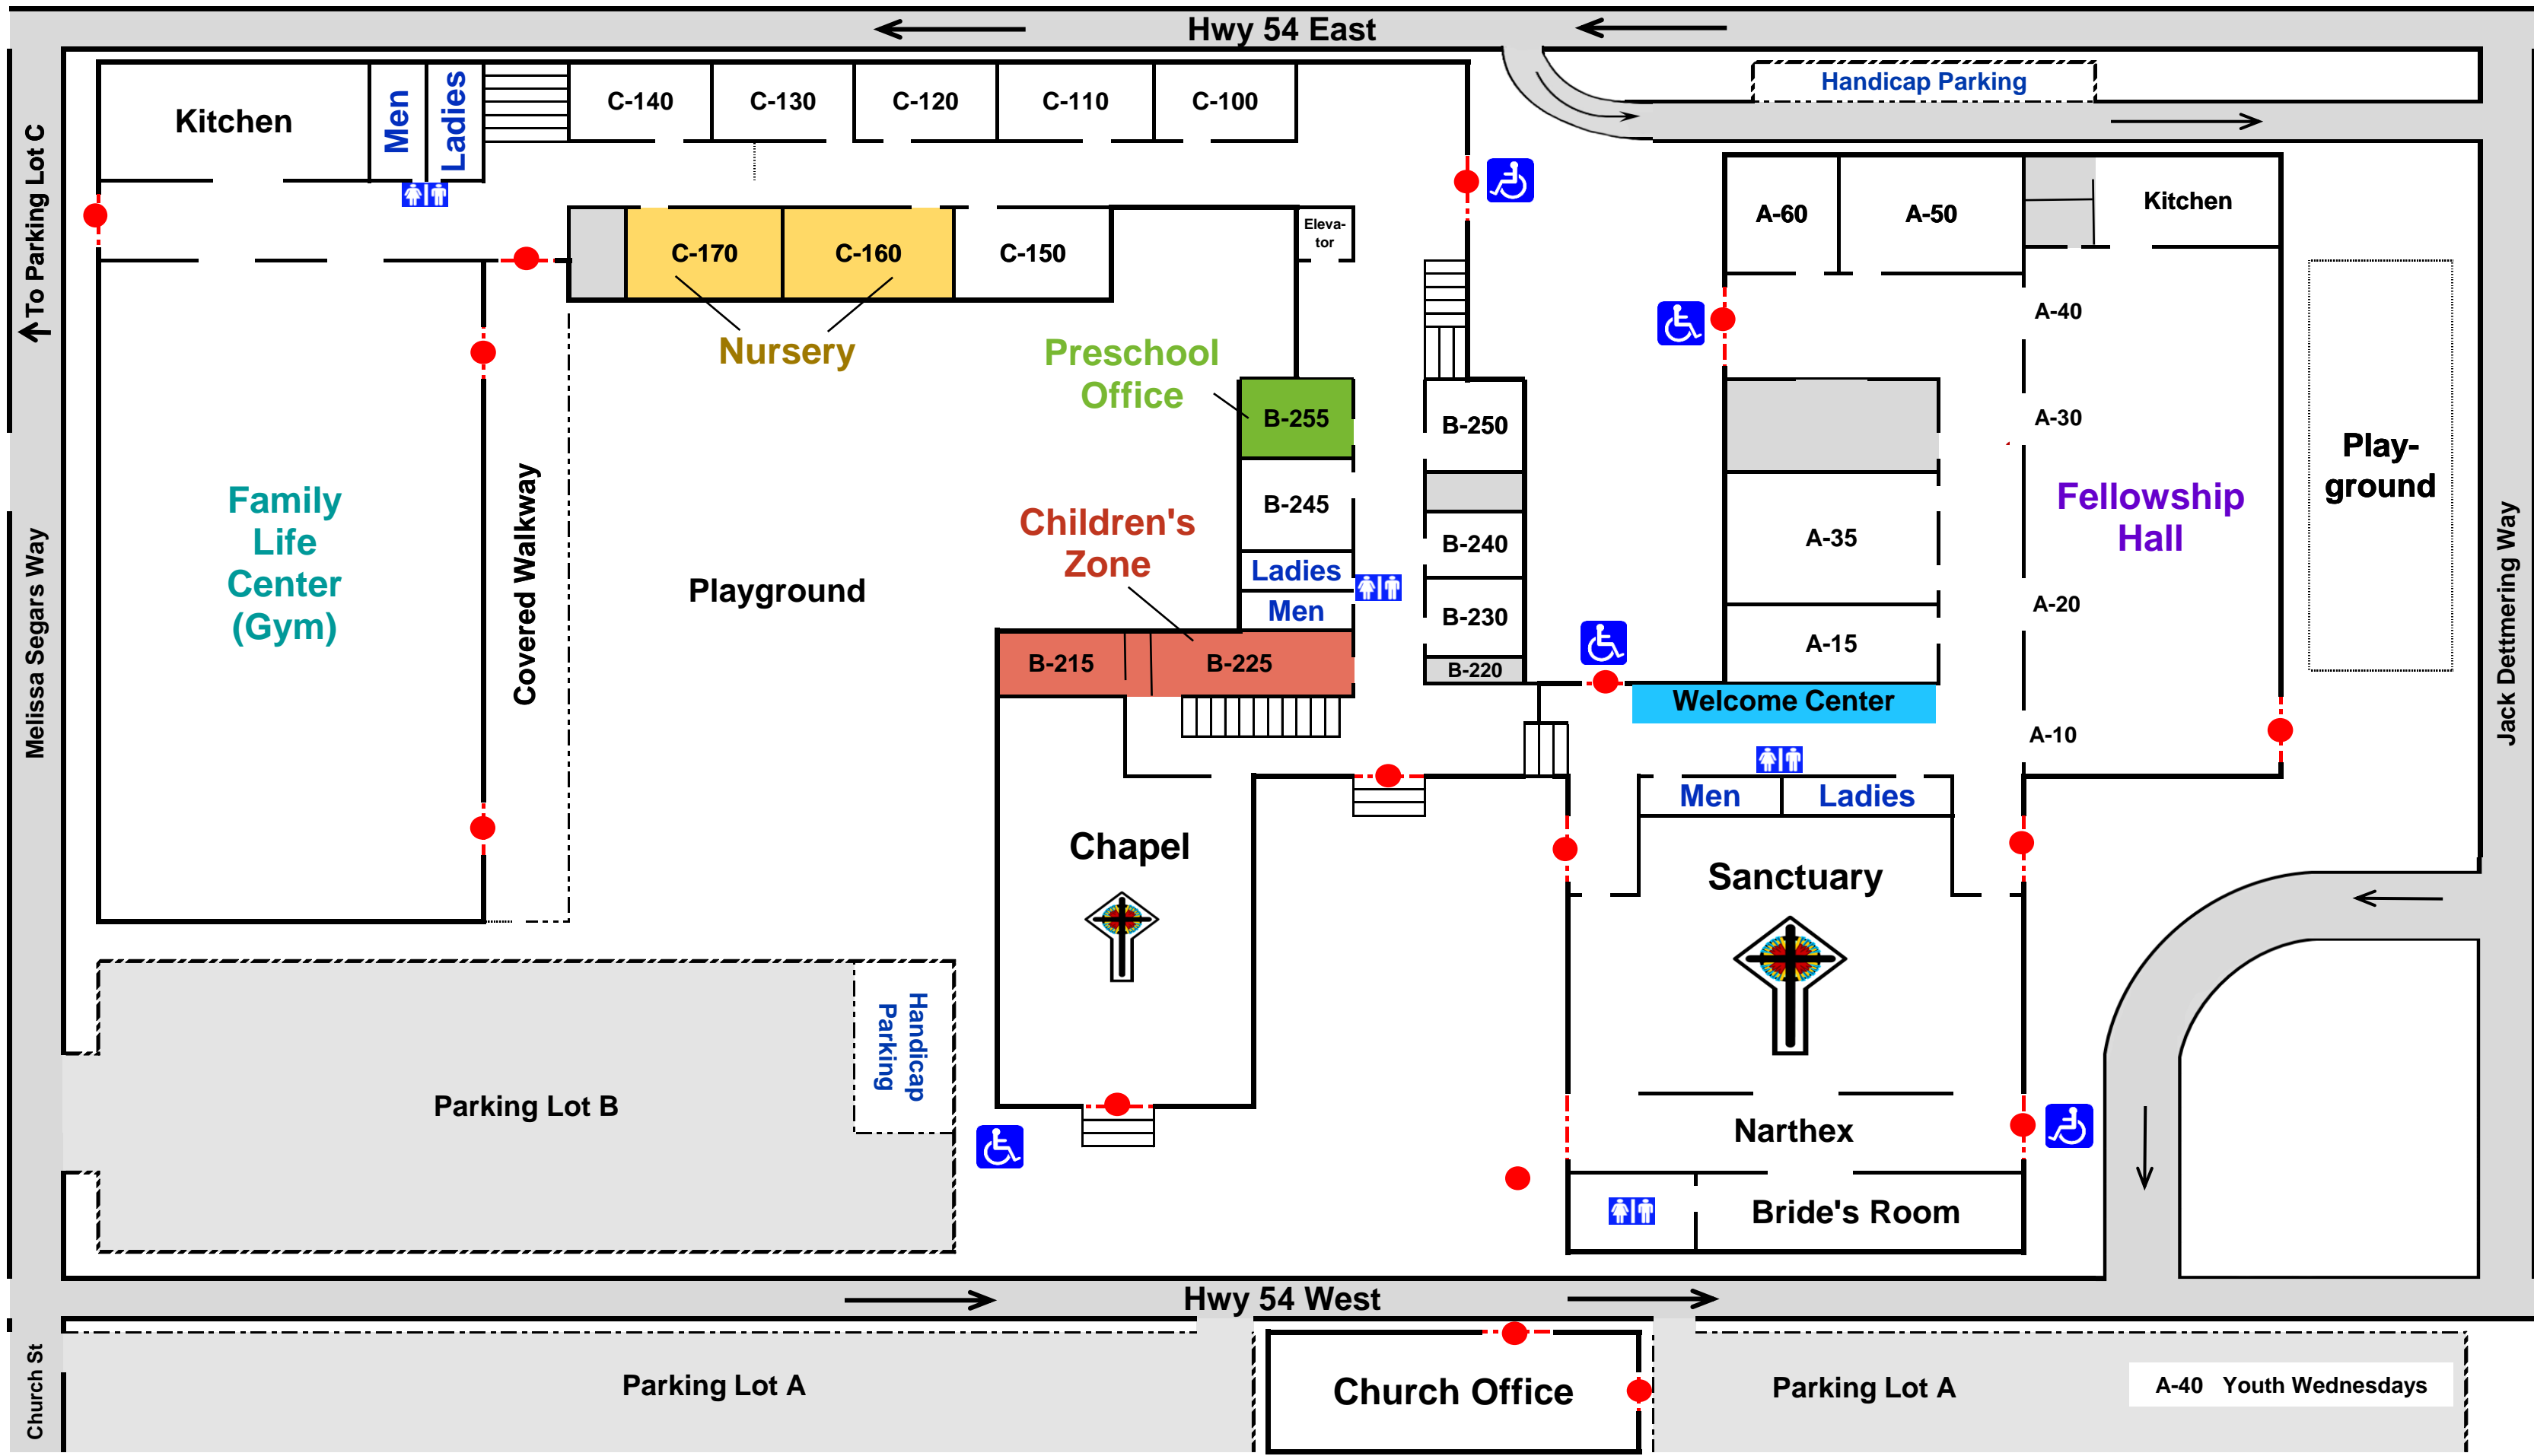 Hwy 54 East
Handicap Parking
To Parking Lot C
Kitchen
Men
Ladies
C-140
C-130
C-120
C-110
C-100
C-170
C-160
C-150
Eleva-
tor
Nursery
A-60
A-50
Kitchen
A-40
A-30
A-35
A-20
A-15
A-10
Preschool
Office
B-255
B-250
B-245
B-240
Ladies
Men
B-230
B-220
Children's
Zone
B-215
B-225
Family
Life
Center
(Gym)
Covered Walkway
Playground
Fellowship
Hall
Play-
ground
Melissa Segars Way
Jack Dettmering Way
Welcome Center
Men
Ladies
Chapel
Sanctuary
Handicap
Parking
Parking Lot B
Narthex
Bride's Room
Hwy 54 West
Church St
Parking Lot A
Church Office
Parking Lot A
A-40 Youth Wednesdays